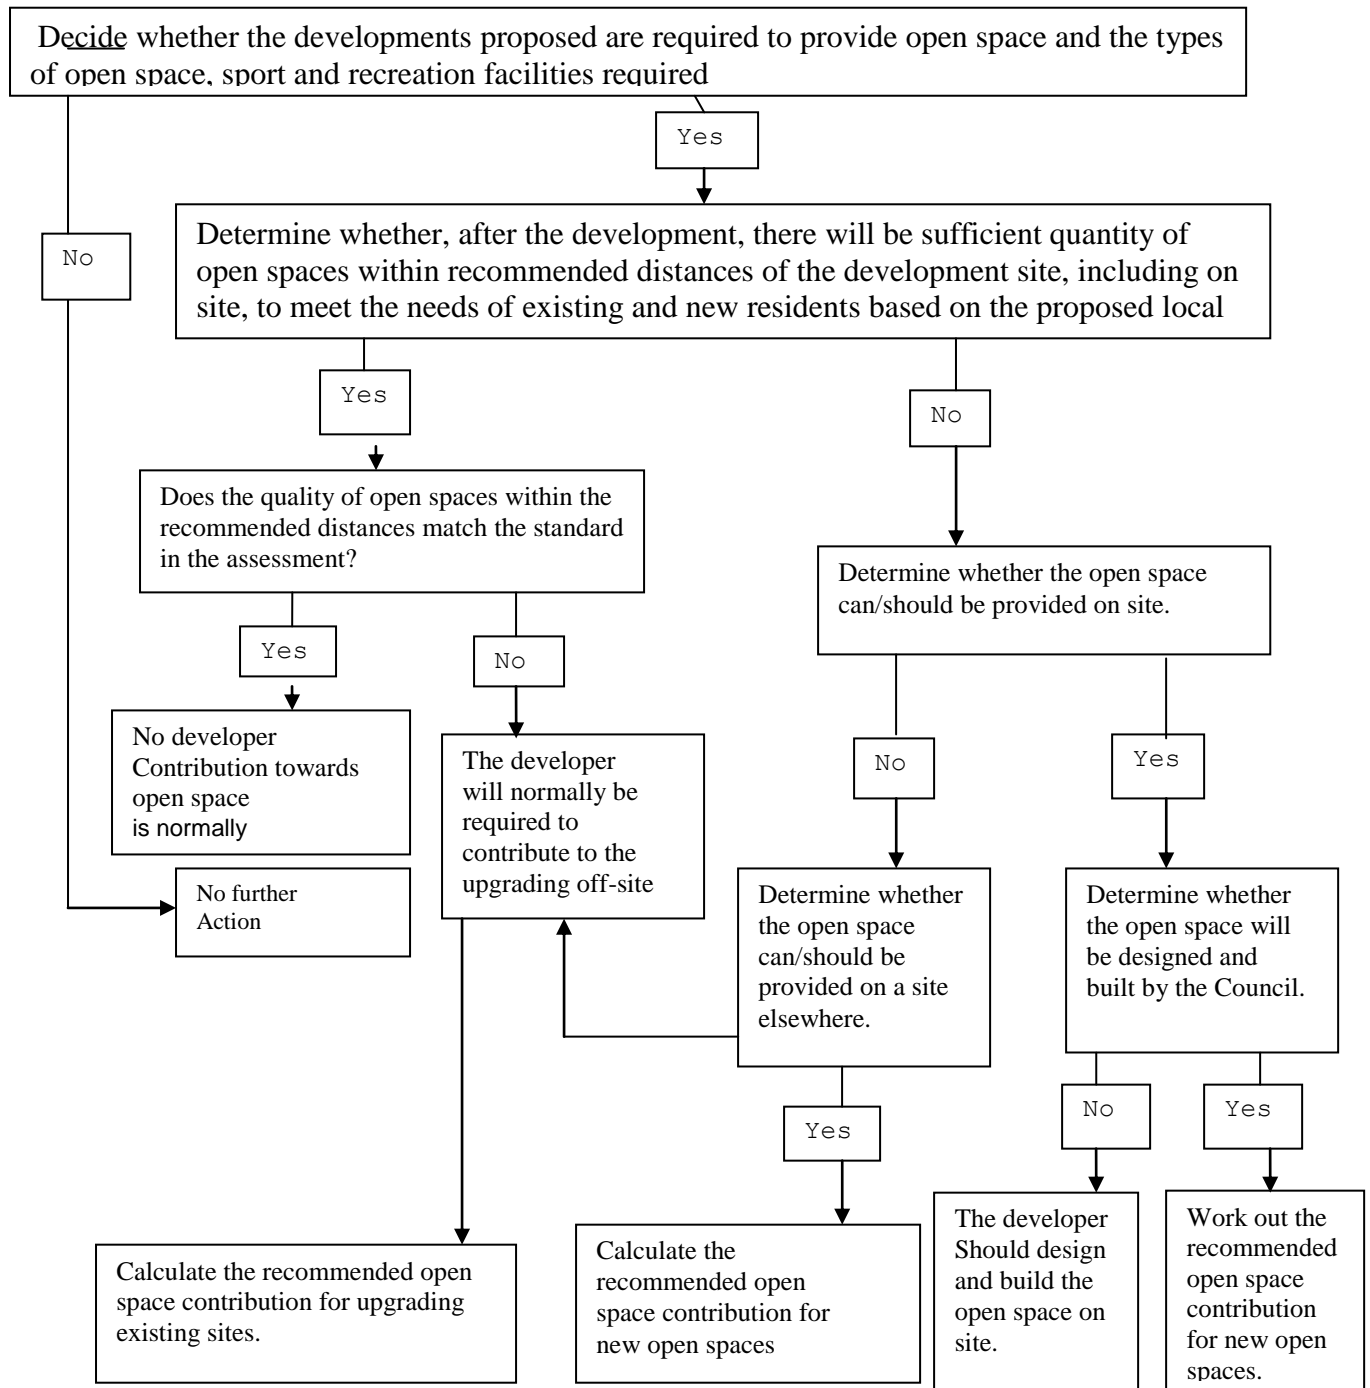 Decide whether the developments proposed are required to provide open space and the types
of open space, sport and recreation facilities required
Yes
No
Determine whether, after the development, there will be sufficient quantity of
open spaces within recommended distances of the development site, including on
site, to meet the needs of existing and new residents based on the proposed local
Yes
No
Does the quality of open spaces within the
recommended distances match the standard
in the assessment?
Determine whether the open space
can/should be provided on site.
Yes
No
No developer
Contribution towards
open space
is normally
The developer
will normally be
required to
contribute to the
upgrading off-site
No
Yes
No further
Action
Determine whether
the open space
can/should be
provided on a site
elsewhere.
Determine whether
the open space will
be designed and
built by the Council.
Yes
No
Yes
Calculate the recommended open
space contribution for upgrading
existing sites.
Calculate the
recommended open
space contribution for
new open spaces
The developer
Should design
and build the
open space on
site.
Work out the
recommended
open space
contribution
for new open
spaces.